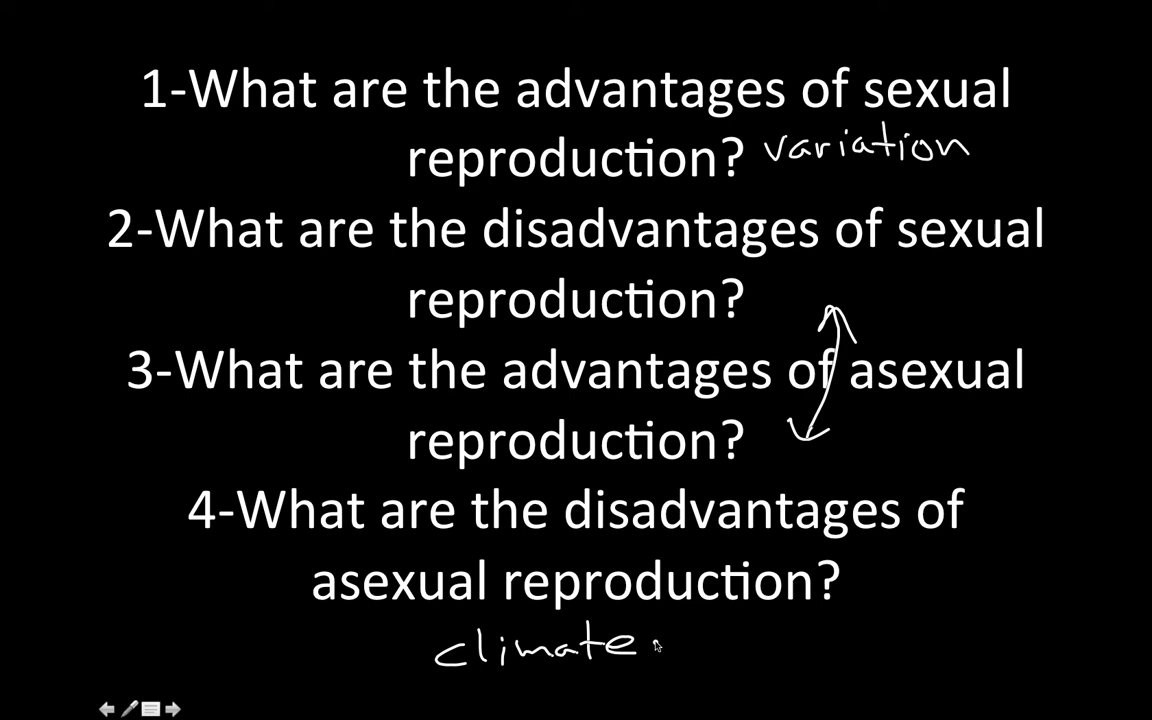 1-What are the advantages of sexual
reproduction? variation
2-What are the disadvantages of sexual
reproduction?
3-What are the advantages of asexual
reproduction?
4-What are the disadvantages of
asexual reproduction?
climate